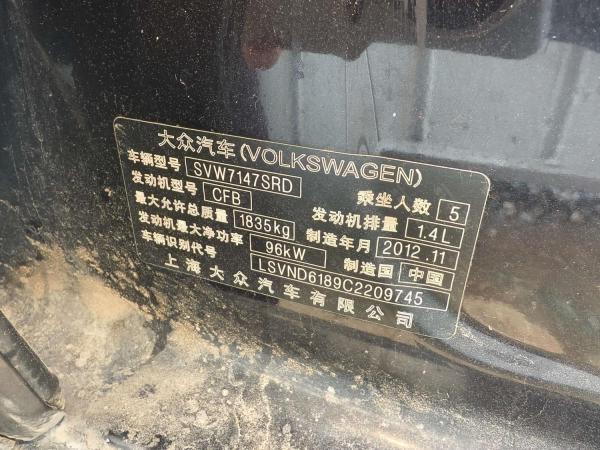 大众汽车(VOLKSWAGEN)
车辆型号 SVW7147SRD 乘坐人数 5
发动机型号 CFB 发动机排量 1.4L
最大允许总质量 1835kg 制造年月 2012.11
发动机最大净功率 96kW 制造国 中国
车辆识别代号 LSVND6189C2209745
上海大众汽车有限公司